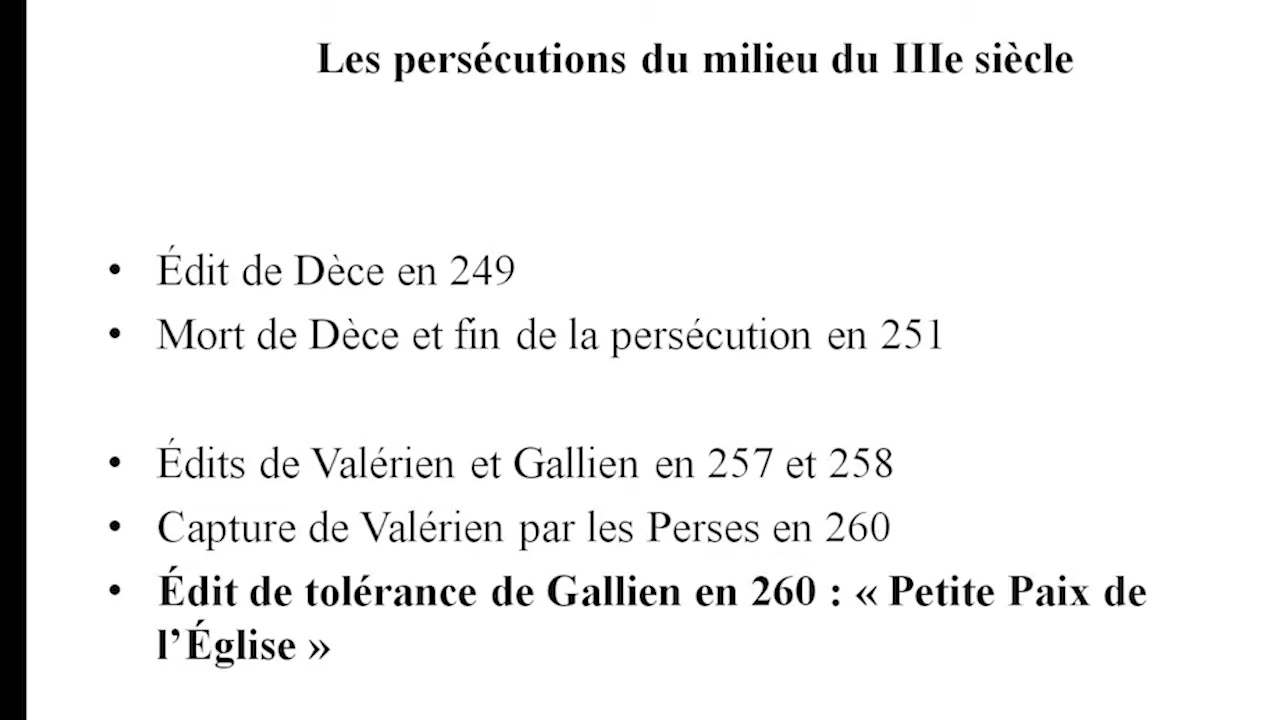 Les persécutions du milieu du IIIe siècle
• Édit de Dèce en 249
• Mort de Dèce et fin de la persécution en 251
• Édits de Valérien et Gallien en 257 et 258
• Capture de Valérien par les Perses en 260
• Édit de tolérance de Gallien en 260 : « Petite Paix de
l’Église »